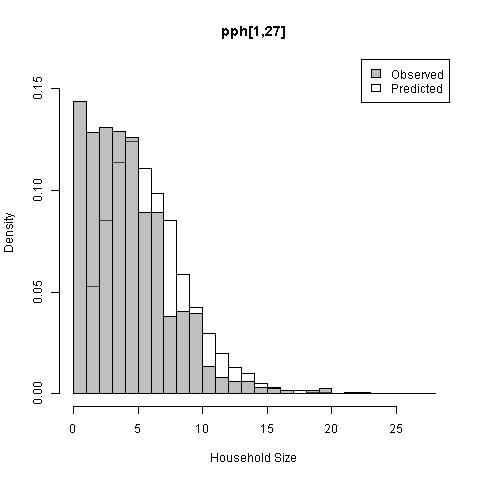 pph[1,27]
Observed
Predicted
0.15
0.10
0.05
0.00
Density
0 5 10 15 20 25
Household Size